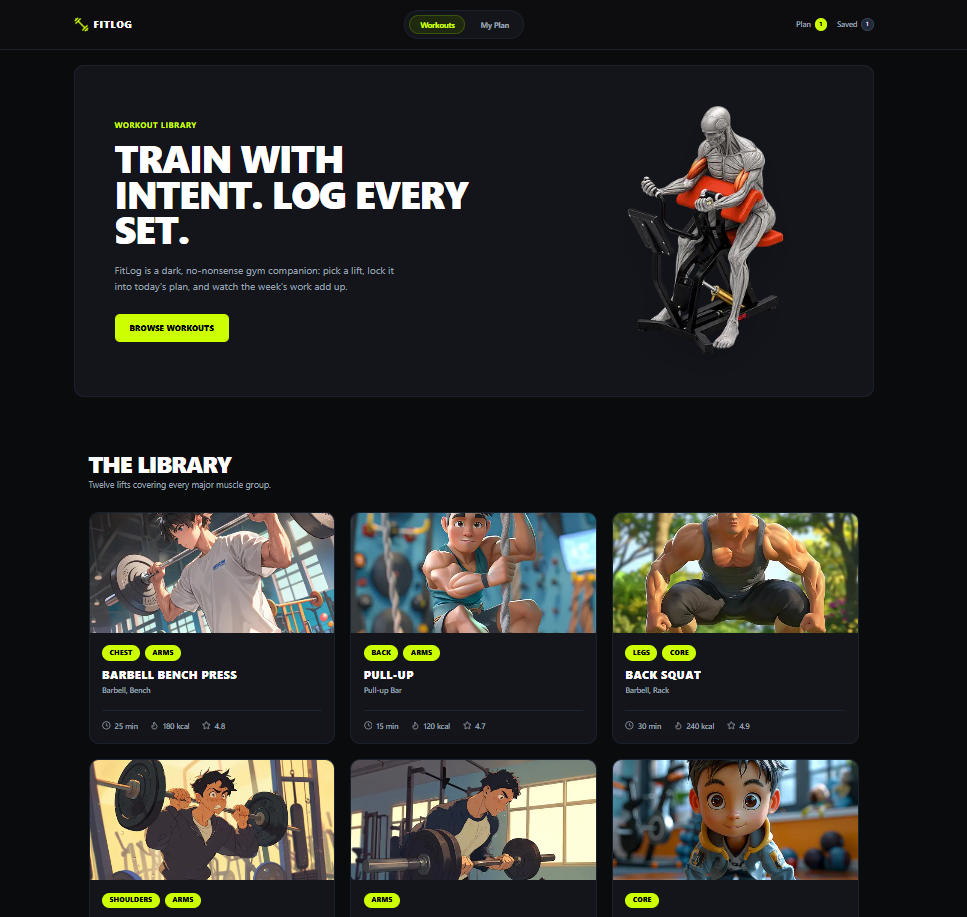 FITLOG
Workouts
My Plan
Plan 1
Saved 1
WORKOUT LIBRARY
TRAIN WITH
INTENT. LOG EVERY
SET.
FitLog is a dark, no-nonsense gym companion: pick a lift, lock it
into today's plan, and watch the week's work add up.
BROWSE WORKOUTS
THE LIBRARY
Twelve lifts covering every major muscle group.
CHEST ARMS
BARBELL BENCH PRESS
Barbell, Bench
25 min 180 kcal 4.8
BACK ARMS
PULL-UP
Pull-up Bar
15 min 120 kcal 4.7
LEGS CORE
BACK SQUAT
Barbell, Rack
30 min 240 kcal 4.9
SHOULDERS ARMS
ARMS
CORE